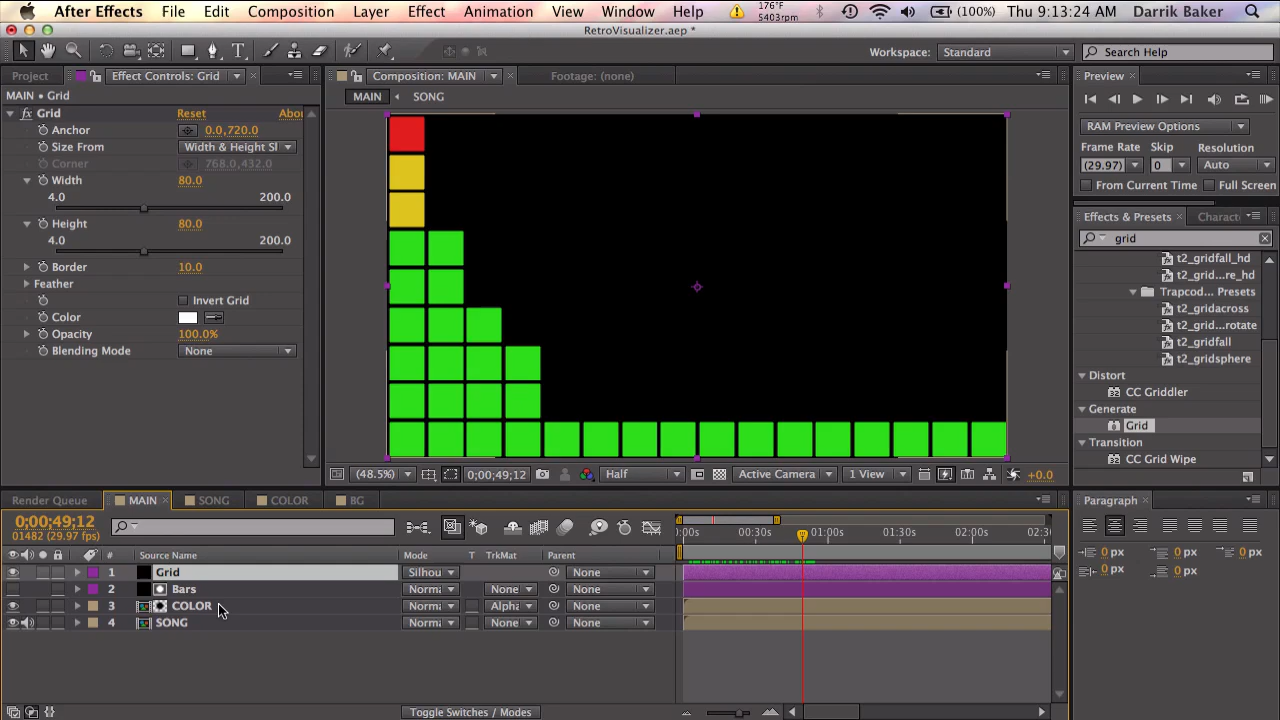 After Effects File Edit Composition Layer Effect Animation View Window Help 176°F 5403rpm (100%) Thu 9:13:24 AM Darrik Baker
RetroVisualizer.aep *
Workspace: Standard Search Help
Project Effect Controls: Grid Composition: MAIN Footage: (none) Preview
MAIN • Grid MAIN SONG
fx Grid Reset Abou
Anchor 0.0,720.0
Size From Width & Height Sl
Corner 768.0,432.0
Width 80.0
4.0 200.0
Height 80.0
4.0 200.0
Border 10.0
Feather
Invert Grid
Color
Opacity 100.0%
Blending Mode None
RAM Preview Options
Frame Rate Skip Resolution
(29.97) 0 Auto
From Current Time Full Screen
Effects & Presets Charact
grid
t2_gridfall_hd
t2_grid...re_hd
Trapcod... Presets
t2_gridacross
t2_gri...rotate
t2_gridfall
t2_gridsphere
Distort
CC Griddler
Generate
Grid
Transition
CC Grid Wipe
(48.5%) 0;00;49;12 Half Active Camera 1 View +0.0
Render Queue MAIN SONG COLOR BG
0;00;49;12
01482 (29.97 fps)
0:00s 00:30s 01:00s 01:30s 02:00s 02:30
# Source Name Mode T TrkMat Parent
1 Grid Silhou None
2 Bars Norma None None
3 COLOR Norma Alpha None
4 SONG Norma None None
Toggle Switches / Modes
Paragraph
0 px 0 px 0 px
0 px 0 px